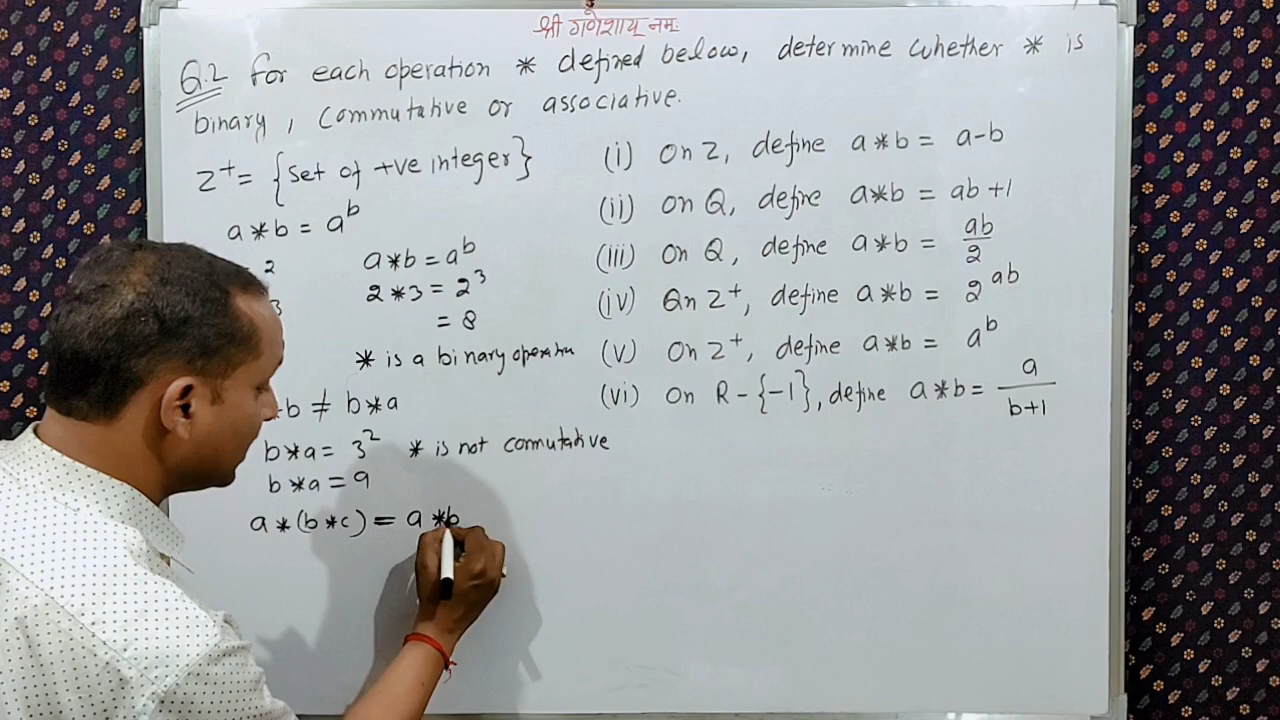 श्री गणेशाय नमः
Q.2 For each operation * defined below, determine whether * is
binary, commutative or associative.
Z+ = {set of +ve integer}
a*b = a^b
2
3
a*b = a^b
2*3 = 2^3
= 8
* is a binary operation
b ≠ b*a
b*a = 3^2 * is not commutative
b*a = 9
a*(b*c) = a*b
(i) On Z, define a*b = a-b
(ii) On Q, define a*b = ab+1
(iii) On Q, define a*b = ab/2
(iv) On Z+, define a*b = 2^ab
(v) On Z+, define a*b = a^b
(vi) On R-{-1}, define a*b = a/b+1